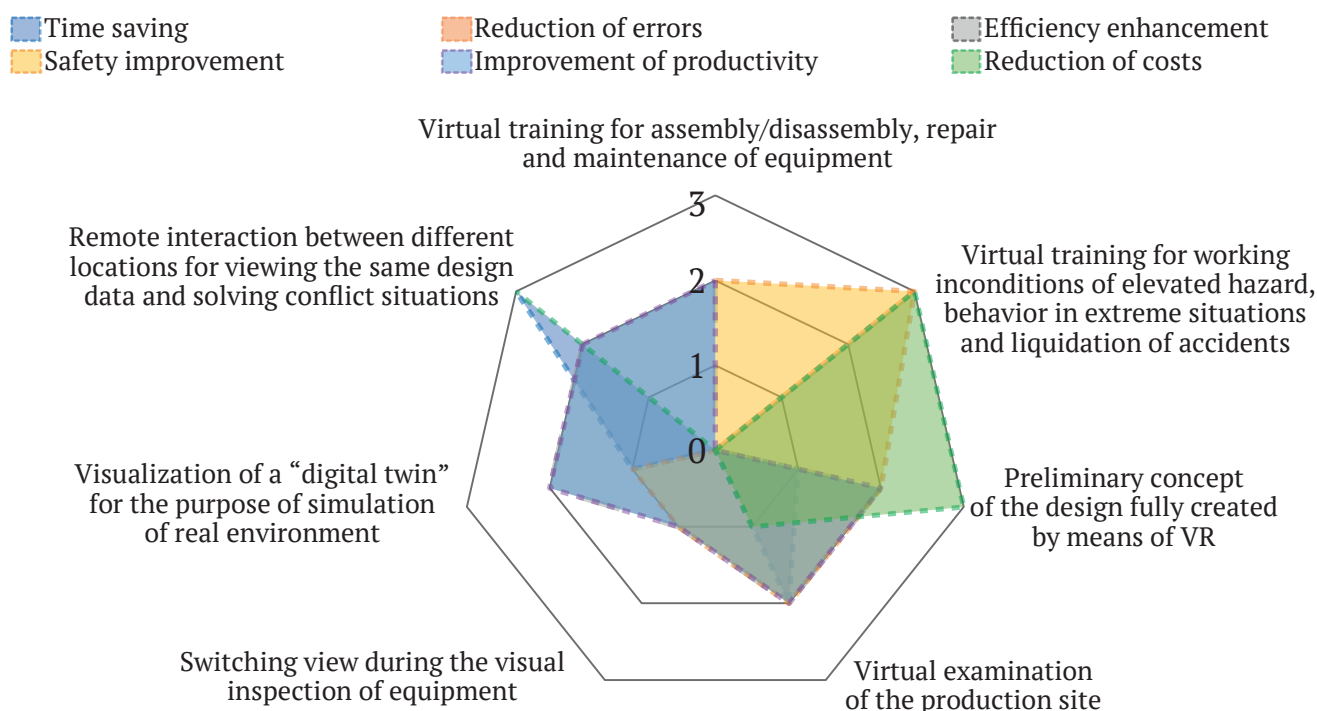 Time saving
Reduction of errors
Efficiency enhancement
Safety improvement
Improvement of productivity
Reduction of costs
Virtual training for assembly/disassembly, repair
and maintenance of equipment
3
2
1
0
Remote interaction between different
locations for viewing the same design
data and solving conflict situations
Virtual training for working
inconditions of elevated hazard,
behavior in extreme situations
and liquidation of accidents
Visualization of a “digital twin”
for the purpose of simulation
of real environment
Preliminary concept
of the design fully created
by means of VR
Switching view during the visual
inspection of equipment
Virtual examination
of the production site